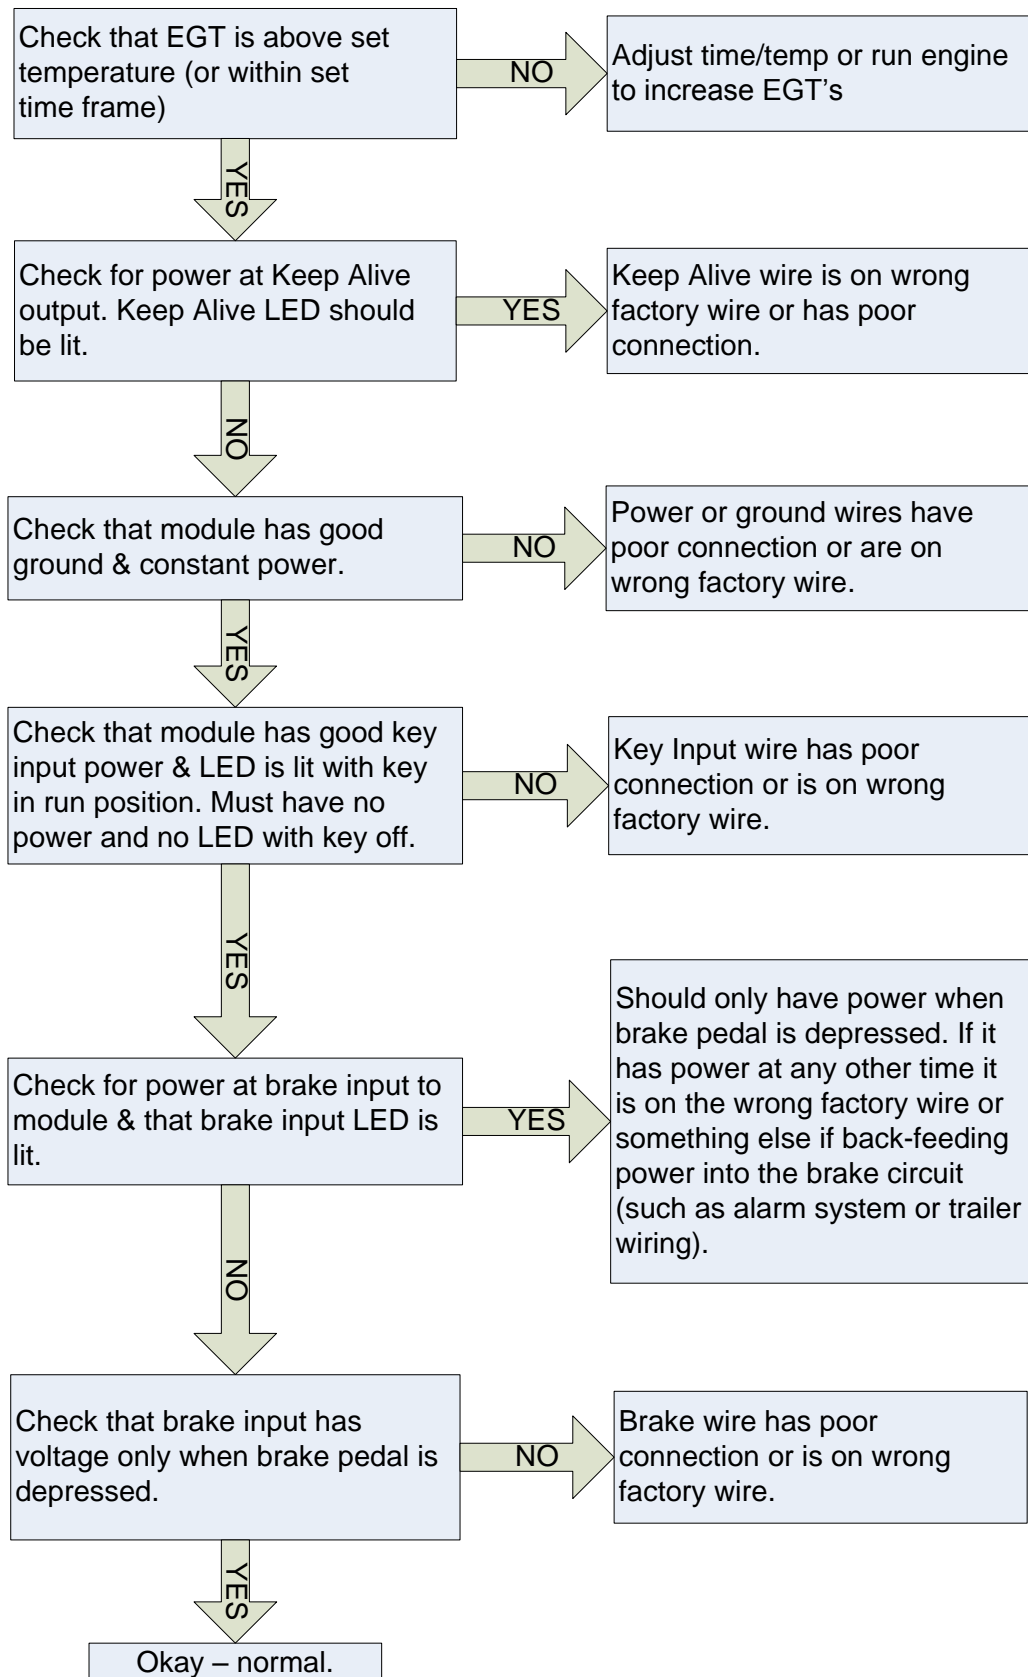 Check that EGT is above set
temperature (or within set
time frame)
NO
Adjust time/temp or run engine
to increase EGT’s
YES
Check for power at Keep Alive
output. Keep Alive LED should
be lit.
YES
Keep Alive wire is on wrong
factory wire or has poor
connection.
NO
Check that module has good
ground & constant power.
NO
Power or ground wires have
poor connection or are on
wrong factory wire.
YES
Check that module has good key
input power & LED is lit with key
in run position. Must have no
power and no LED with key off.
NO
Key Input wire has poor
connection or is on wrong
factory wire.
YES
Check for power at brake input to
module & that brake input LED is
lit.
YES
Should only have power when
brake pedal is depressed. If it
has power at any other time it
is on the wrong factory wire or
something else if back-feeding
power into the brake circuit
(such as alarm system or trailer
wiring).
NO
Check that brake input has
voltage only when brake pedal is
depressed.
NO
Brake wire has poor
connection or is on wrong
factory wire.
YES
Okay – normal.